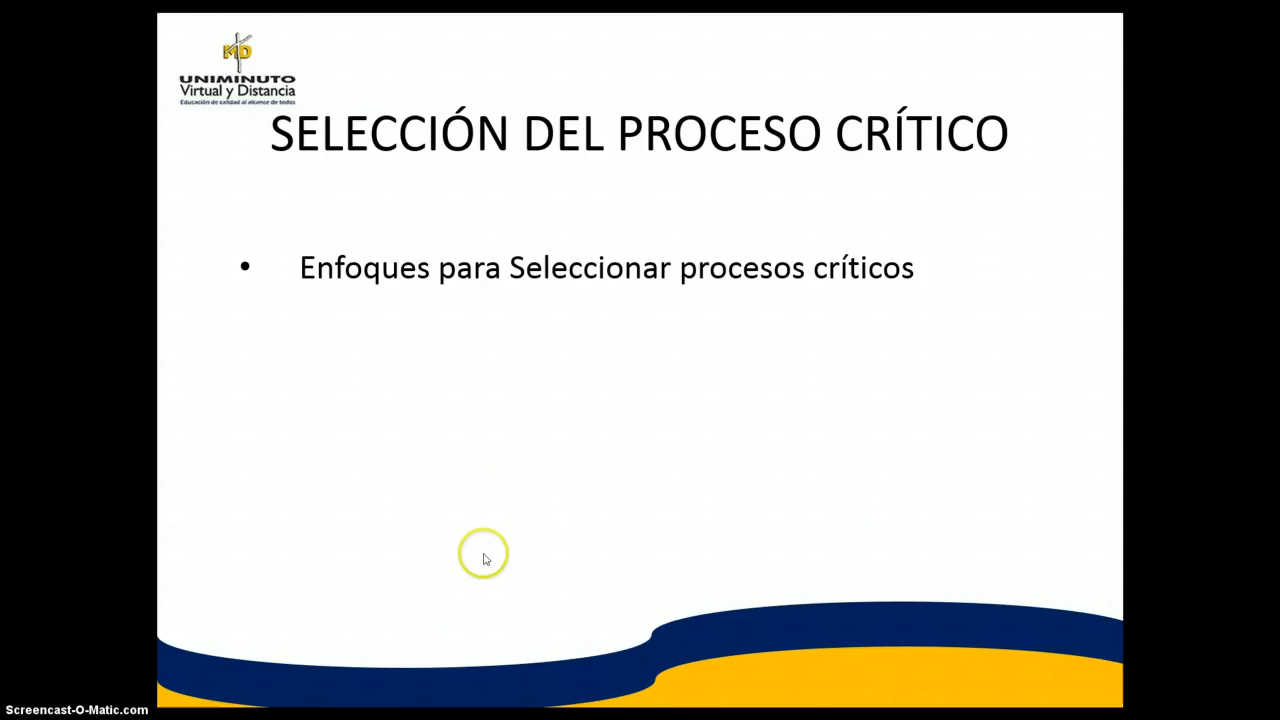 MD
UNIMINUTO
Virtual y Distancia
Educación de calidad al alcance de todos
SELECCIÓN DEL PROCESO CRÍTICO
• Enfoques para Seleccionar procesos críticos
Screencast-O-Matic.com